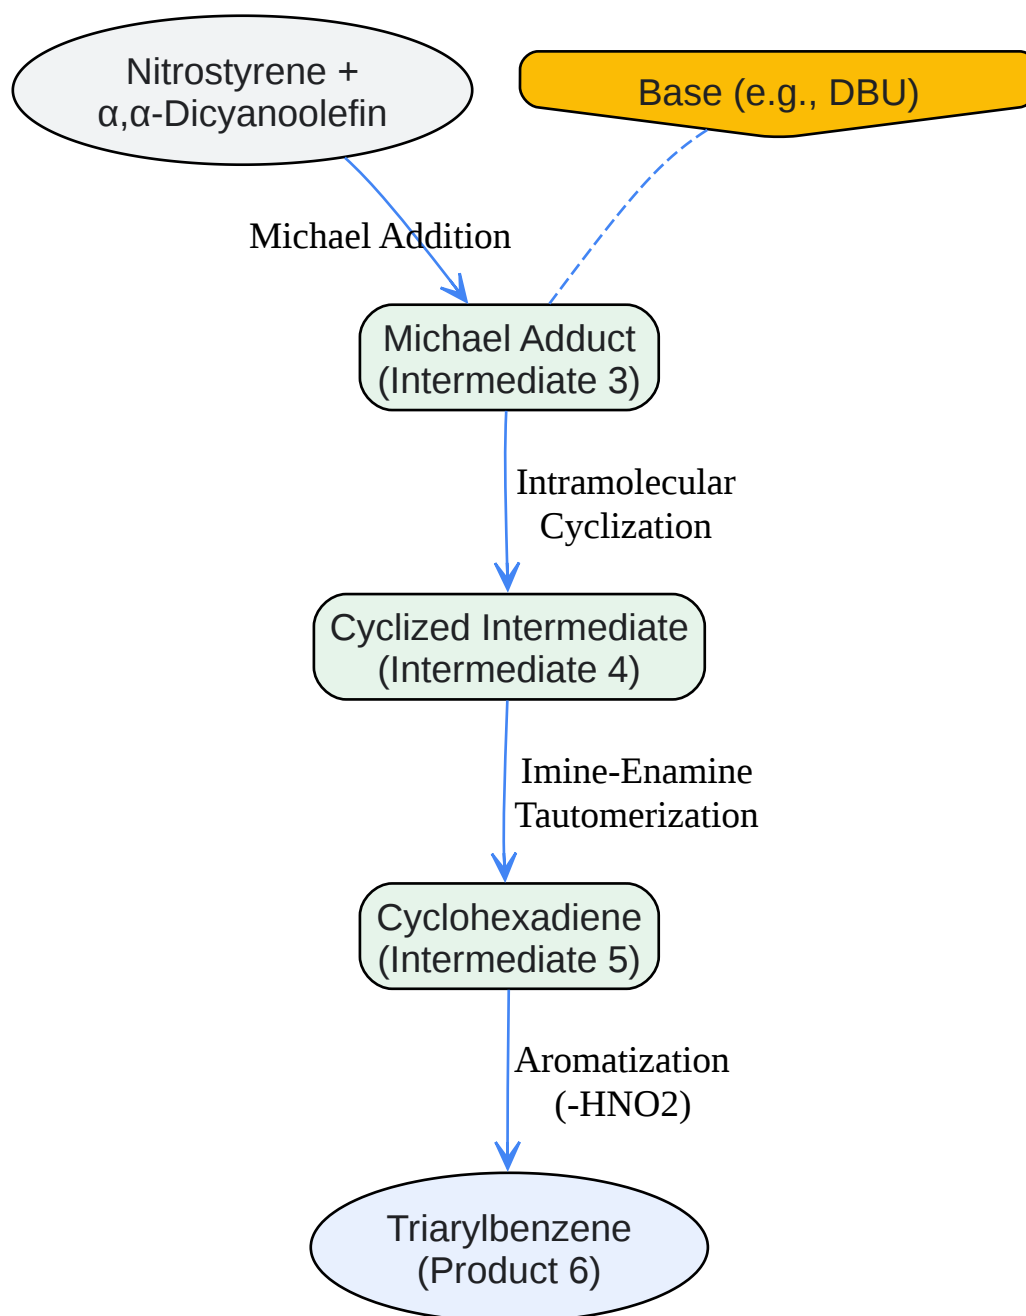 Nitrostyrene +
α,α-Dicyanoolefin
Base (e.g., DBU)
Michael Addition
Michael Adduct
(Intermediate 3)
Intramolecular
Cyclization
Cyclized Intermediate
(Intermediate 4)
Imine-Enamine
Tautomerization
Cyclohexadiene
(Intermediate 5)
Aromatization
(-HNO2)
Triarylbenzene
(Product 6)